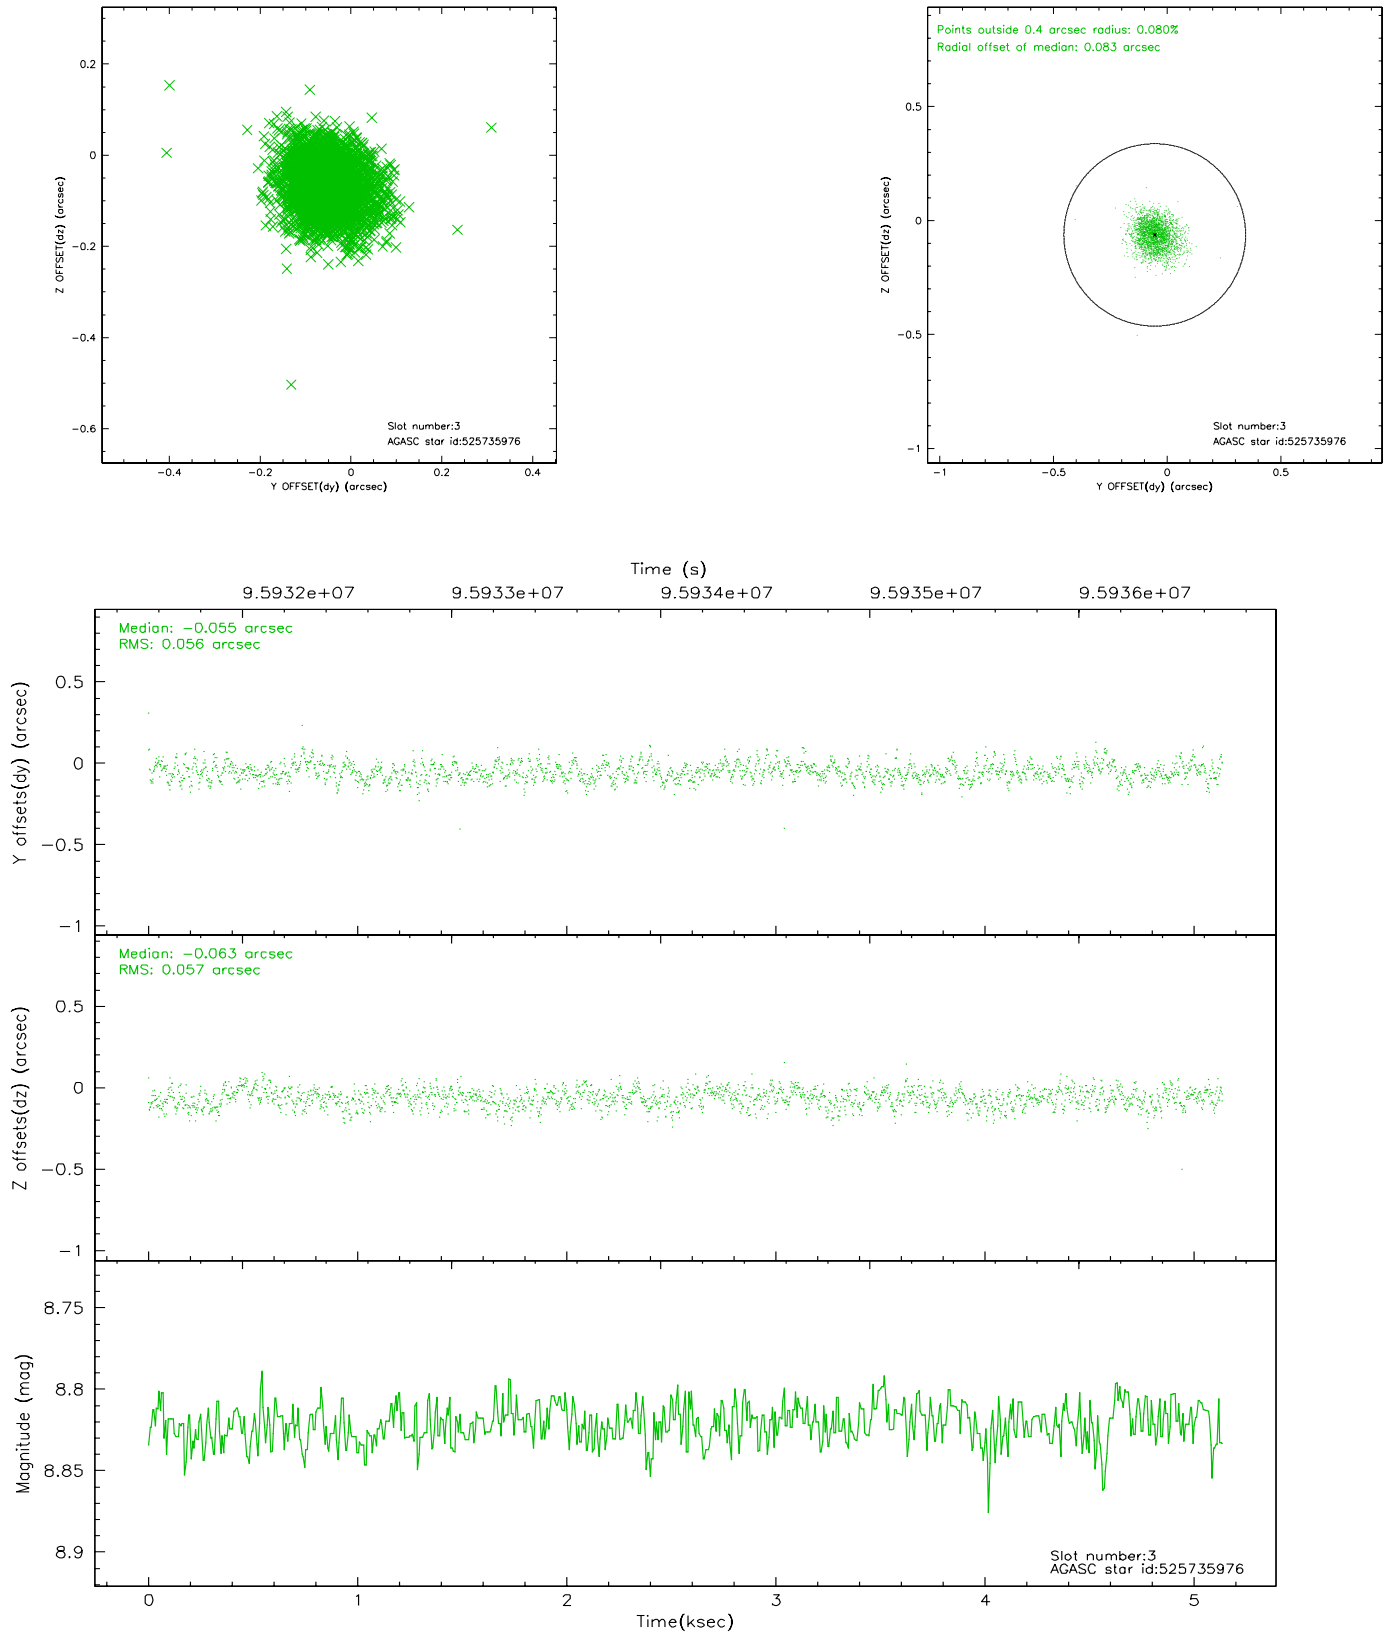 0.2
0
−0.2
−0.4
−0.6
Z OFFSET(dz) (arcsec)
Slot number:3
AGASC star id:525735976
−0.4 −0.2 0 0.2 0.4
Y OFFSET(dy) (arcsec)
Points outside 0.4 arcsec radius: 0.080%
Radial offset of median: 0.083 arcsec
0.5
0
−0.5
−1
Z OFFSET(dz) (arcsec)
Slot number:3
AGASC star id:525735976
−1 −0.5 0 0.5
Y OFFSET(dy) (arcsec)
Time (s)
9.5932e+07 9.5933e+07 9.5934e+07 9.5935e+07 9.5936e+07
Median: −0.055 arcsec
RMS: 0.056 arcsec
0.5
0
−0.5
−1
Y offsets(dy) (arcsec)
Median: −0.063 arcsec
RMS: 0.057 arcsec
0.5
0
−0.5
−1
Z offsets(dz) (arcsec)
8.75
8.8
8.85
8.9
Magnitude (mag)
Slot number:3
AGASC star id:525735976
0 1 2 3 4 5
Time(ksec)